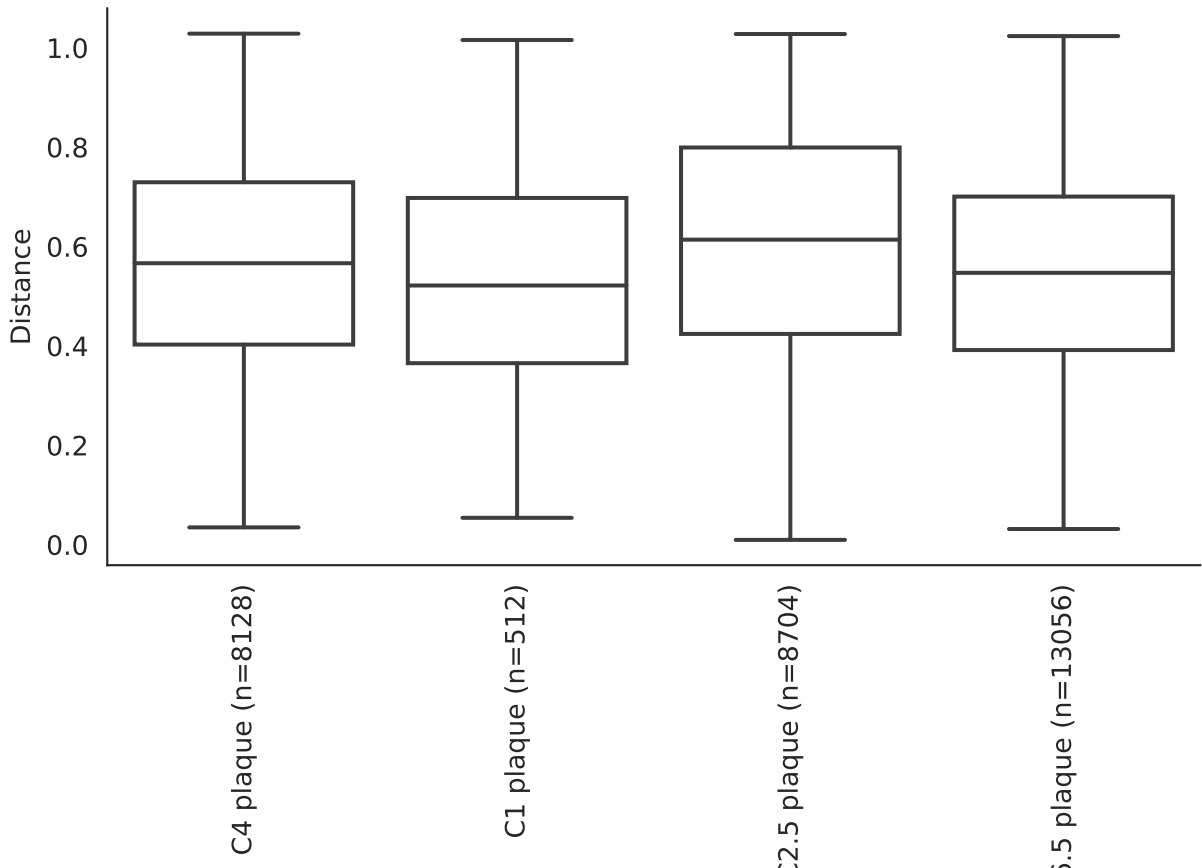 1.0
0.8
0.6
0.4
0.2
0.0
Distance
C4 plaque (n=8128)
C1 plaque (n=512)
C2.5 plaque (n=8704)
.5 plaque (n=13056)